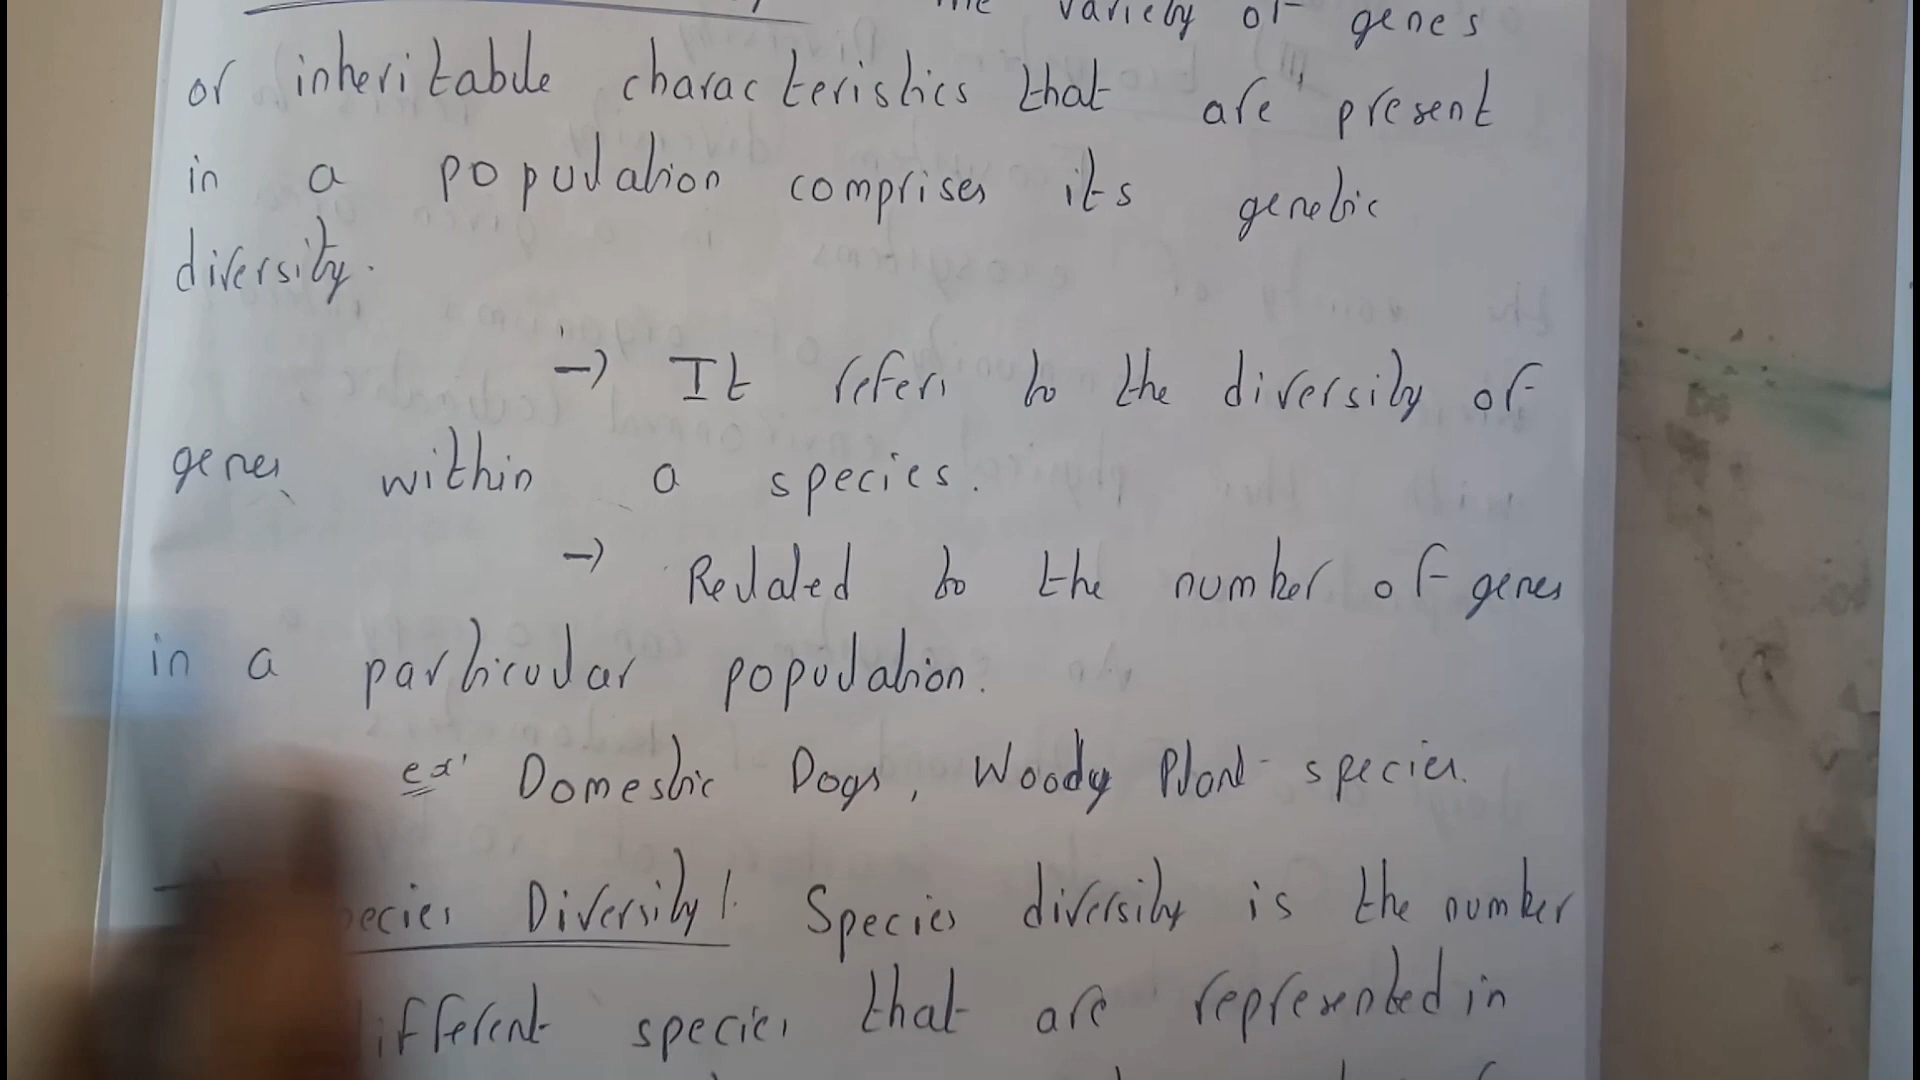 variety of genes
or inheritable characteristics that are present
in a population comprises its genetic
diversity.
→ It refers to the diversity of
genes within a species.
→ Related to the number of genes
in a particular population.
ex: Domestic Dogs, Woody Plant species.
Species Diversity: Species diversity is the number
different species that are represented in